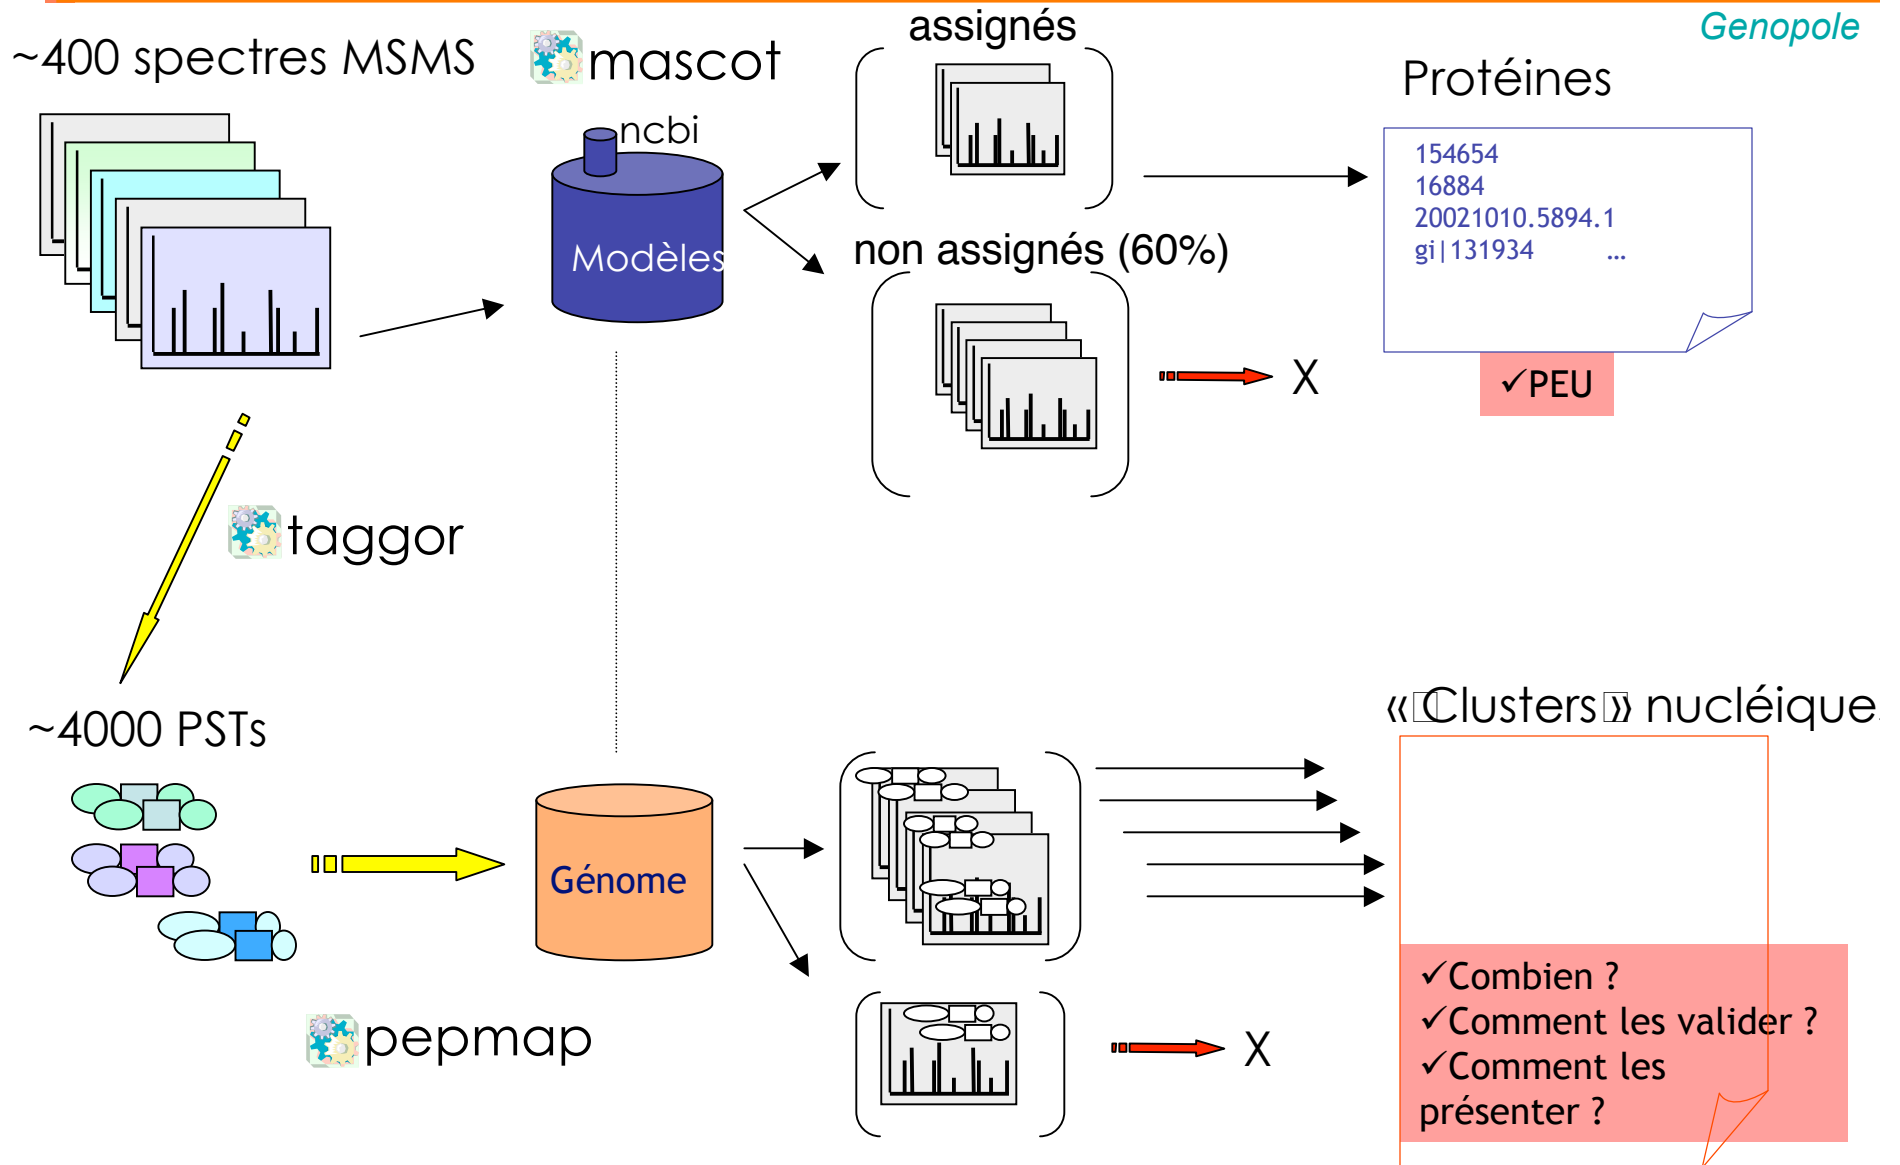 Genopole
~400 spectres MSMS
mascot
assignés
Protéines
ncbi
Modèles
154654
16884
20021010.5894.1
gi|131934 ...
non assignés (60%)
X
✓PEU
taggor
~4000 PSTs
« Clusters » nucléiques
Génome
pepmap
X
✓Combien ?
✓Comment les valider ?
✓Comment les
présenter ?